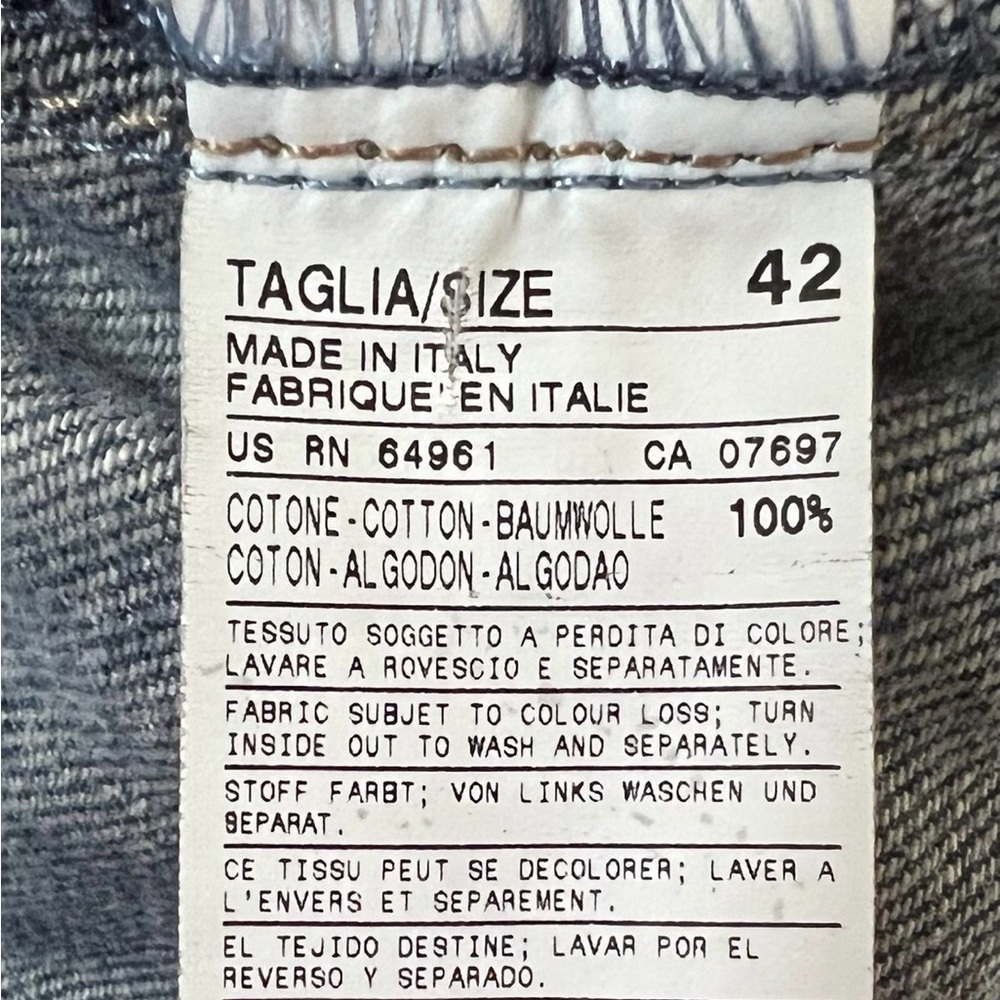 TAGLIA/SIZE 42
MADE IN ITALY
FABRIQUE' EN ITALIE
US RN 64961 CA 07697
COTONE-COTTON-BAUMWOLLE 100%
COTON-ALGODON-ALGODAO
TESSUTO SOGGETTO A PERDITA DI COLORE;
LAVARE A ROVESCIO E SEPARATAMENTE.
FABRIC SUBJET TO COLOUR LOSS; TURN
INSIDE OUT TO WASH AND SEPARATELY.
STOFF FARBT; VON LINKS WASCHEN UND
SEPARAT.
CE TISSU PEUT SE DECOLORER; LAVER A
L'ENVERS ET SEPAREMENT.
EL TEJIDO DESTINE; LAVAR POR EL
REVERSO Y SEPARADO.